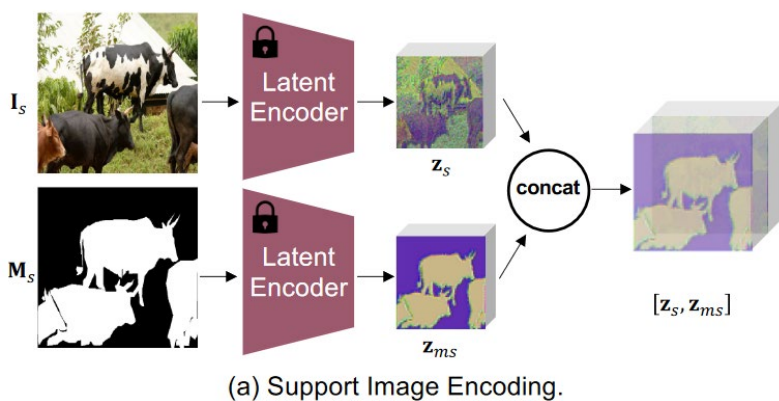 I_s
Latent
Encoder
z_s
concat
M_s
Latent
Encoder
z_ms
[z_s, z_ms]
(a) Support Image Encoding.